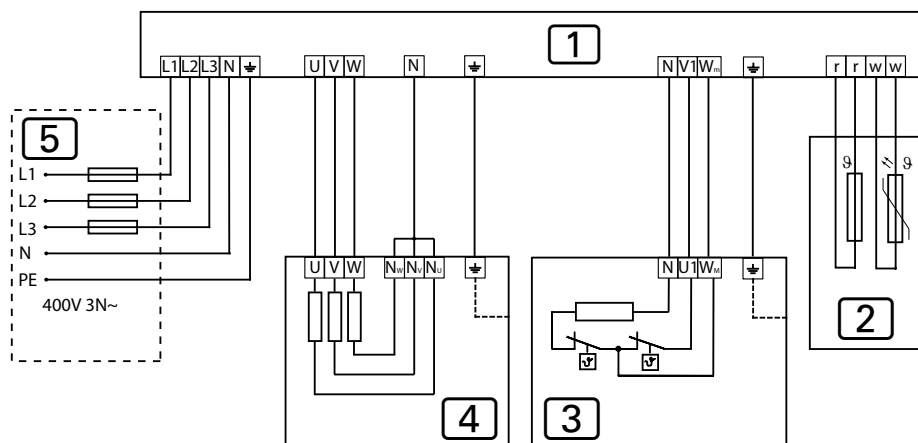 1
L1 L2 L3 N ⏚ U V W N ⏚ N V1 Wm ⏚ r r w w
5
L1
L2
L3
N
PE
400V 3N~
U V W NW NV NU ⏚
4
N U1 WM ⏚
ϑ ϑ
3
ϑ ϑ
2